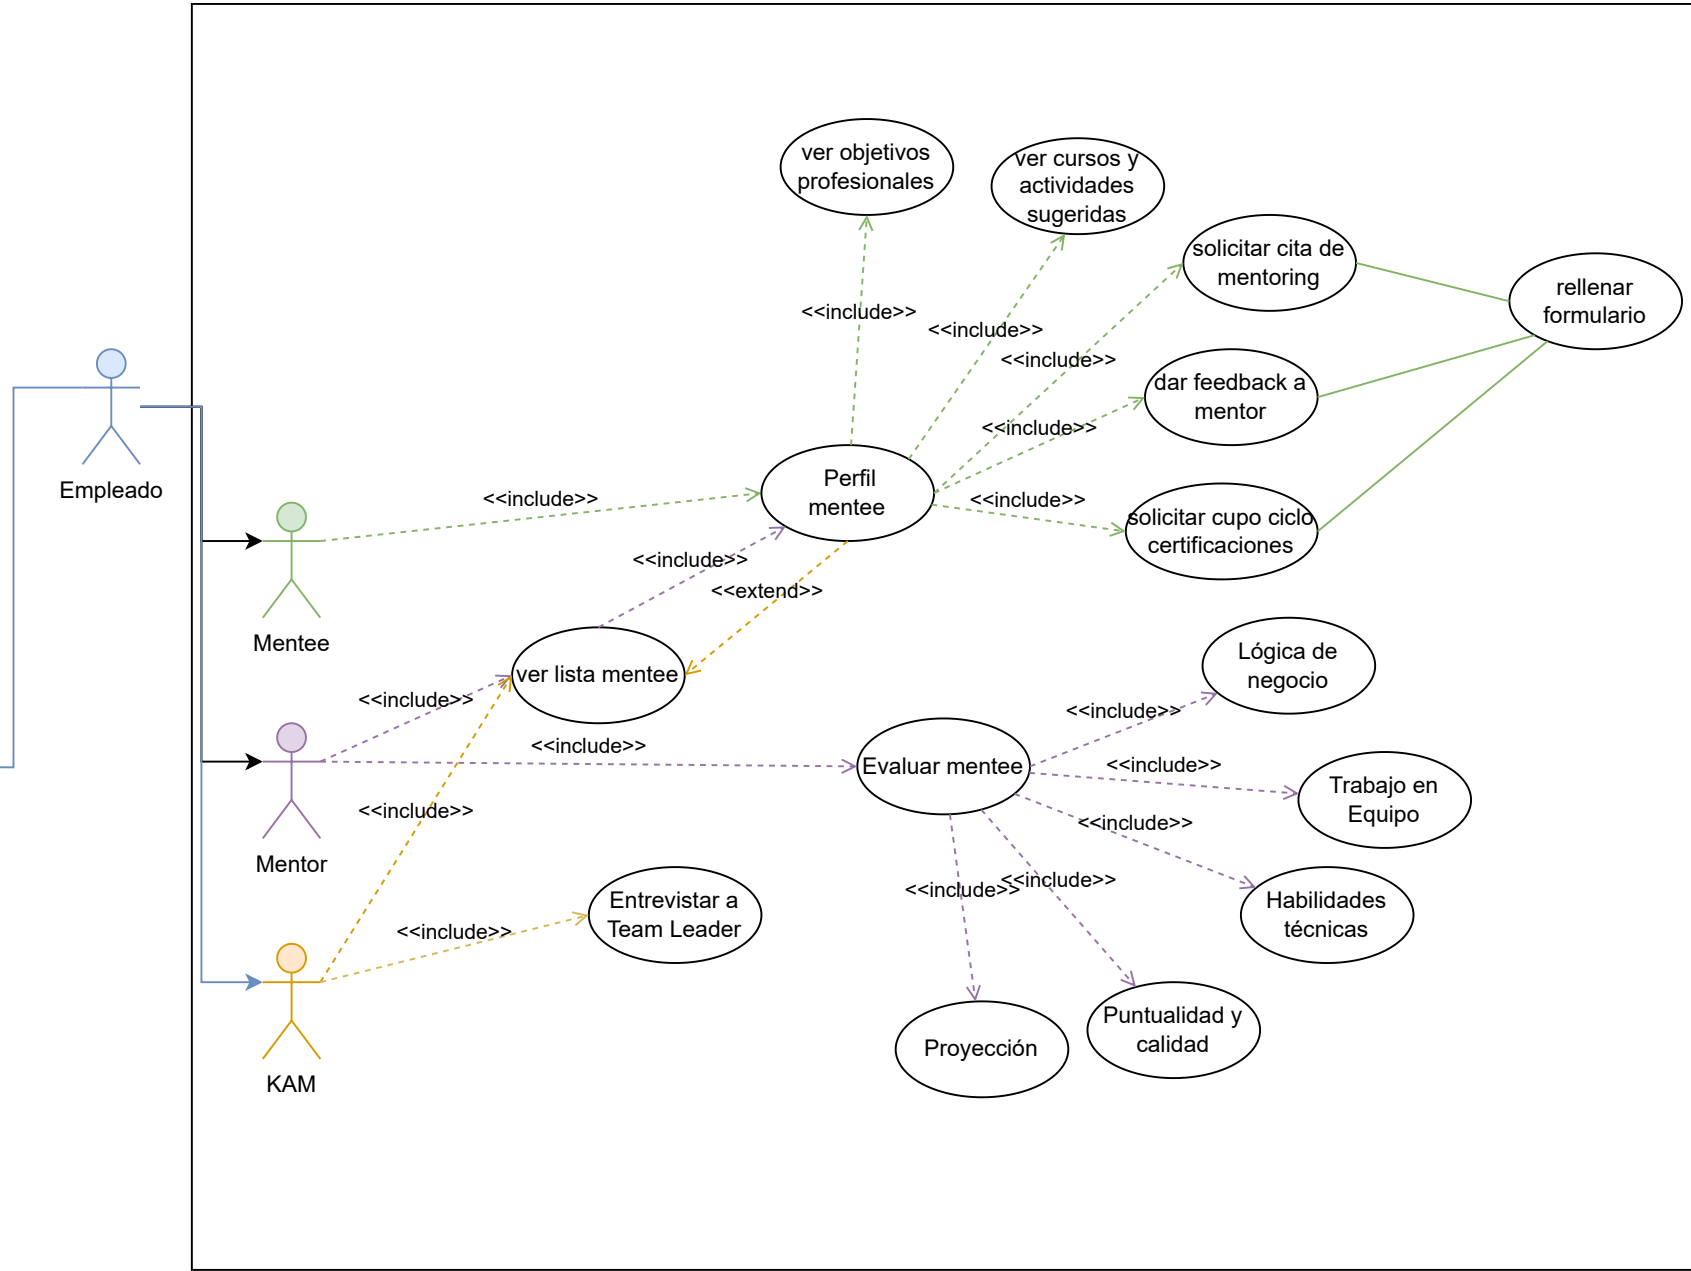 ver objetivos
profesionales
ver cursos y
actividades
sugeridas
solicitar cita de
mentoring
rellenar
formulario
<<include>>
<<include>>
<<include>>
dar feedback a
mentor
<<include>>
Empleado
Perfil
mentee
<<include>>
<<include>>
solicitar cupo ciclo
certificaciones
Mentee
<<include>>
<<extend>>
ver lista mentee
Lógica de
negocio
<<include>>
<<include>>
<<include>>
Evaluar mentee
<<include>>
Trabajo en
Equipo
<<include>>
<<include>>
Mentor
<<include>>
<<include>>
Entrevistar a
Team Leader
Habilidades
técnicas
<<include>>
Proyección
Puntualidad y
calidad
KAM